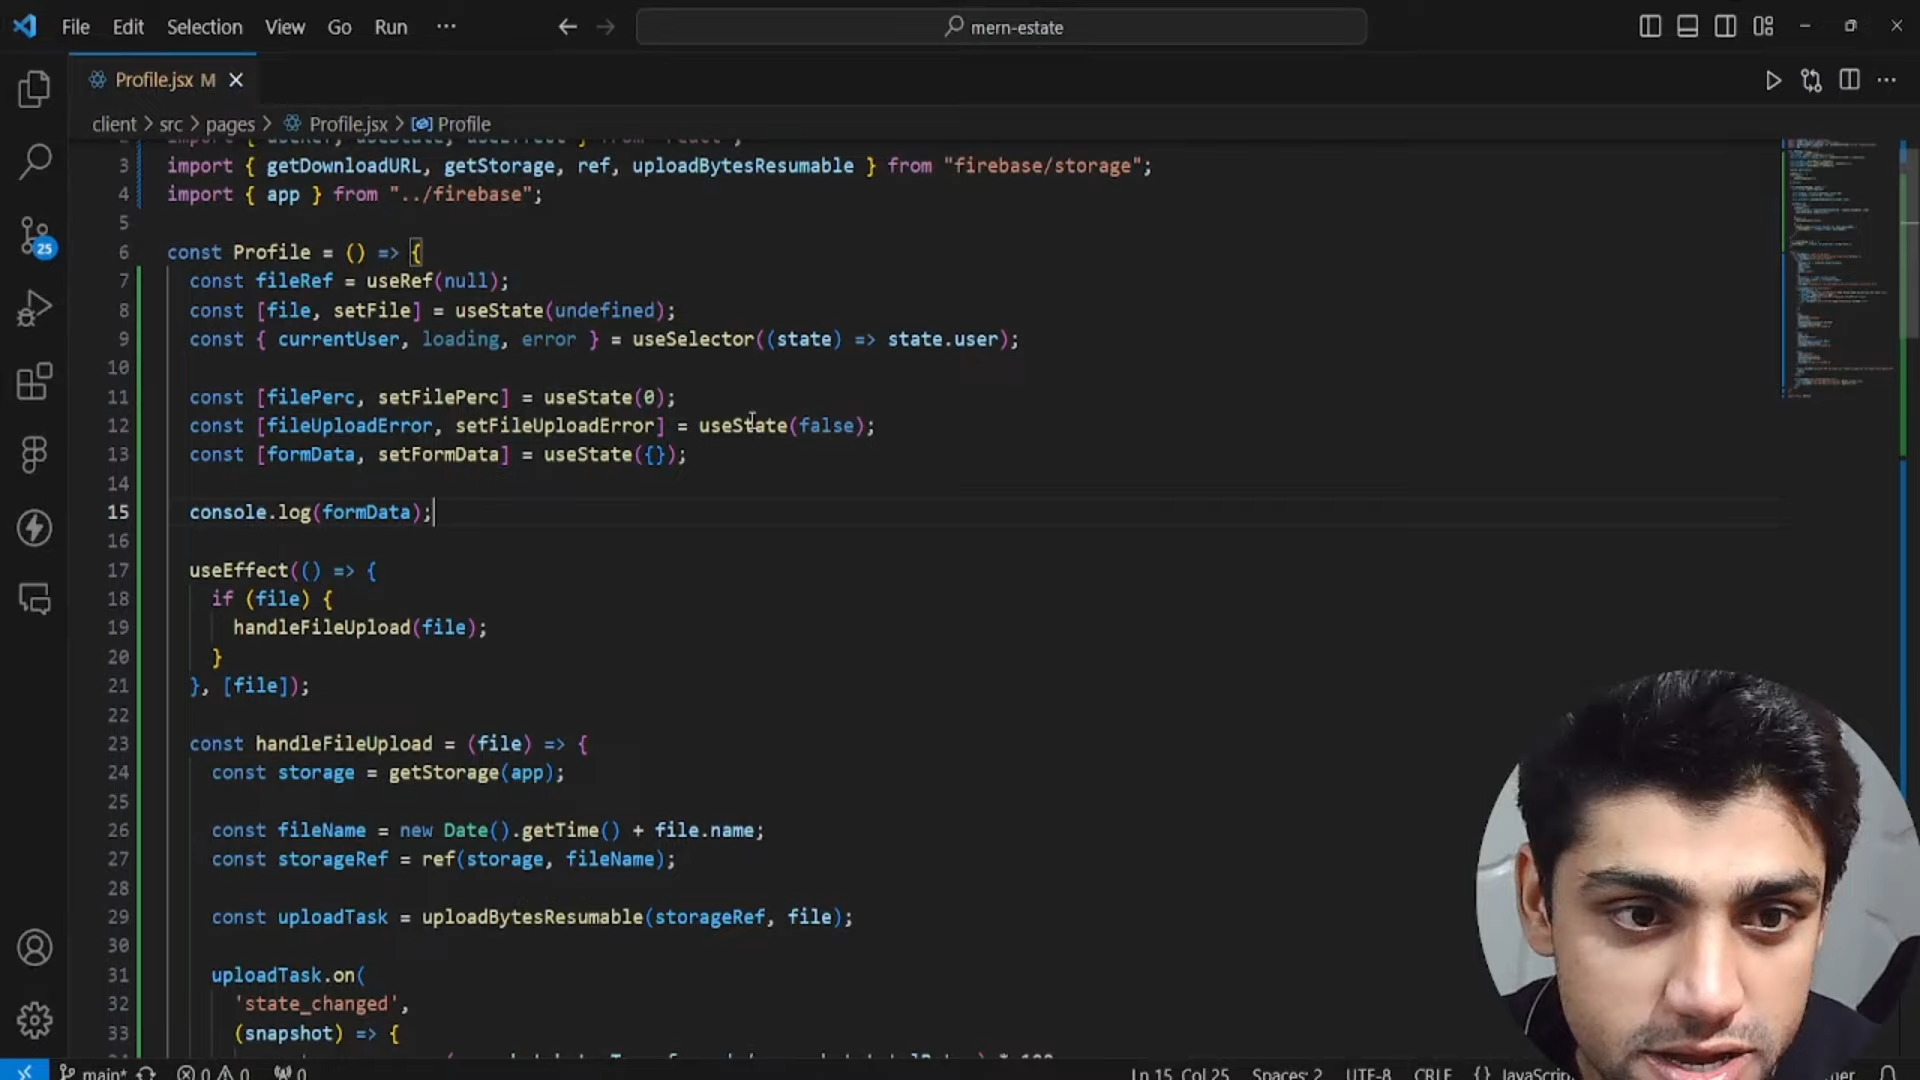 File Edit Selection View Go Run ··· mern-estate
Profile.jsx M
client > src > pages > Profile.jsx > Profile
25
3 import { getDownloadURL, getStorage, ref, uploadBytesResumable } from "firebase/storage";
4 import { app } from "../firebase";
5
6 const Profile = () => {
7 const fileRef = useRef(null);
8 const [file, setFile] = useState(undefined);
9 const { currentUser, loading, error } = useSelector((state) => state.user);
10
11 const [filePerc, setFilePerc] = useState(0);
12 const [fileUploadError, setFileUploadError] = useState(false);
13 const [formData, setFormData] = useState({});
14
15 console.log(formData);
16
17 useEffect(() => {
18 if (file) {
19 handleFileUpload(file);
20 }
21 }, [file]);
22
23 const handleFileUpload = (file) => {
24 const storage = getStorage(app);
25
26 const fileName = new Date().getTime() + file.name;
27 const storageRef = ref(storage, fileName);
28
29 const uploadTask = uploadBytesResumable(storageRef, file);
30
31 uploadTask.on(
32 'state_changed',
33 (snapshot) => {
main* 0 0 0 Ln 15, Col 25 Spaces: 2 UTF-8 CRLF {} JavaScript